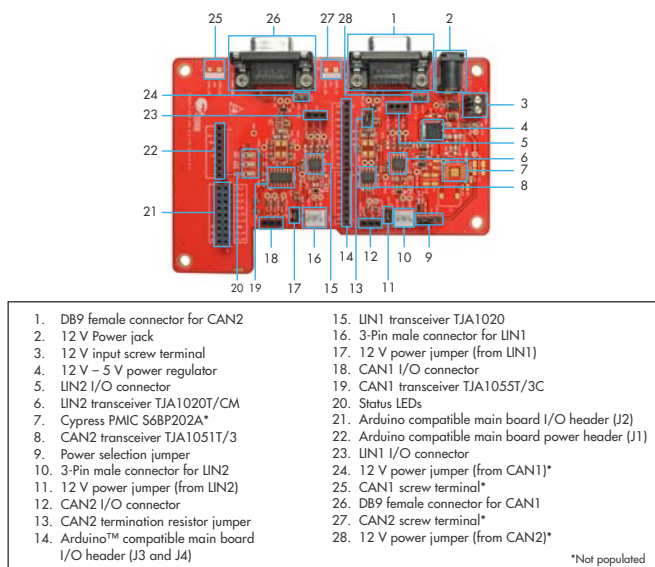 25
26
27
28
1
2
24
23
22
21
3
4
5
6
7
8
20
19
18
17
16
15
14
13
12
11
10
9
1. DB9 female connector for CAN2
2. 12 V Power jack
3. 12 V input screw terminal
4. 12 V – 5 V power regulator
5. LIN2 I/O connector
6. LIN2 transceiver TJA1020T/CM
7. Cypress PMIC S6BP202A*
8. CAN2 transceiver TJA1051T/3
9. Power selection jumper
10. 3-Pin male connector for LIN2
11. 12 V power jumper (from LIN2)
12. CAN2 I/O connector
13. CAN2 termination resistor jumper
14. Arduino™ compatible main board
I/O header (J3 and J4)
15. LIN1 transceiver TJA1020
16. 3-Pin male connector for LIN1
17. 12 V power jumper (from LIN1)
18. CAN1 I/O connector
19. CAN1 transceiver TJA1055T/3C
20. Status LEDs
21. Arduino compatible main board I/O header (J2)
22. Arduino compatible main board power header (J1)
23. LIN1 I/O connector
24. 12 V power jumper (from CAN1)*
25. CAN1 screw terminal*
26. DB9 female connector for CAN1
27. CAN2 screw terminal*
28. 12 V power jumper (from CAN2)*
*Not populated